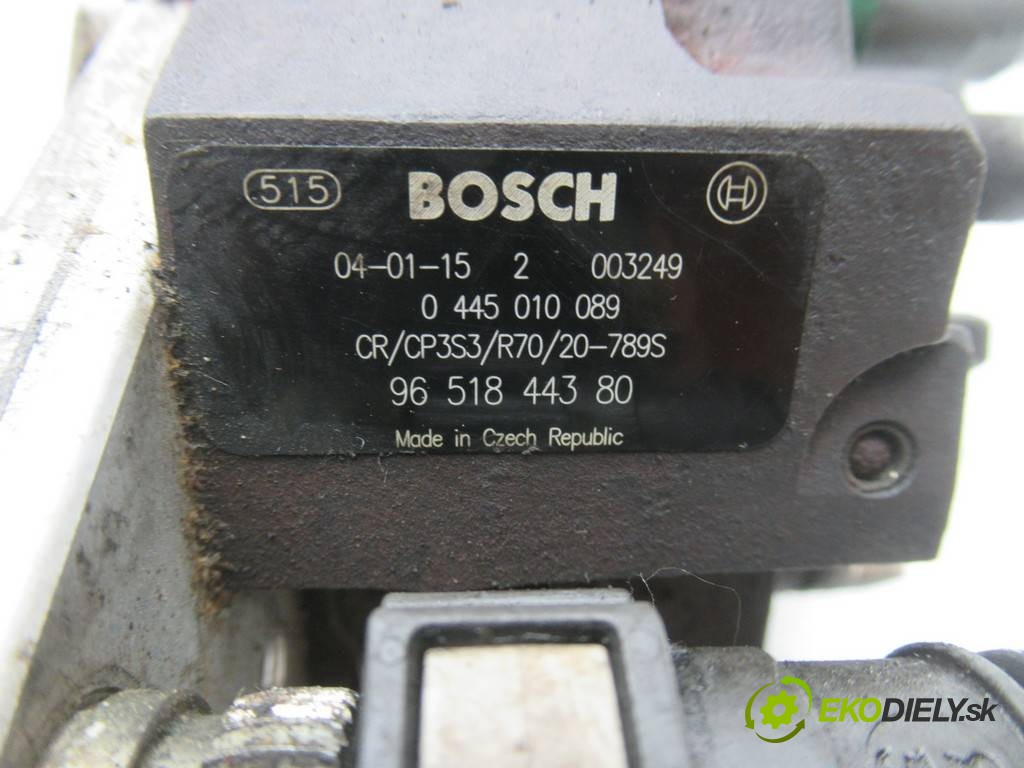 515 BOSCH
04-01-15 2 003249
0 445 010 089
CR/CP3S3/R70/20-789S
96 518 443 80
Made in Czech Republic
EKODIELY.sk